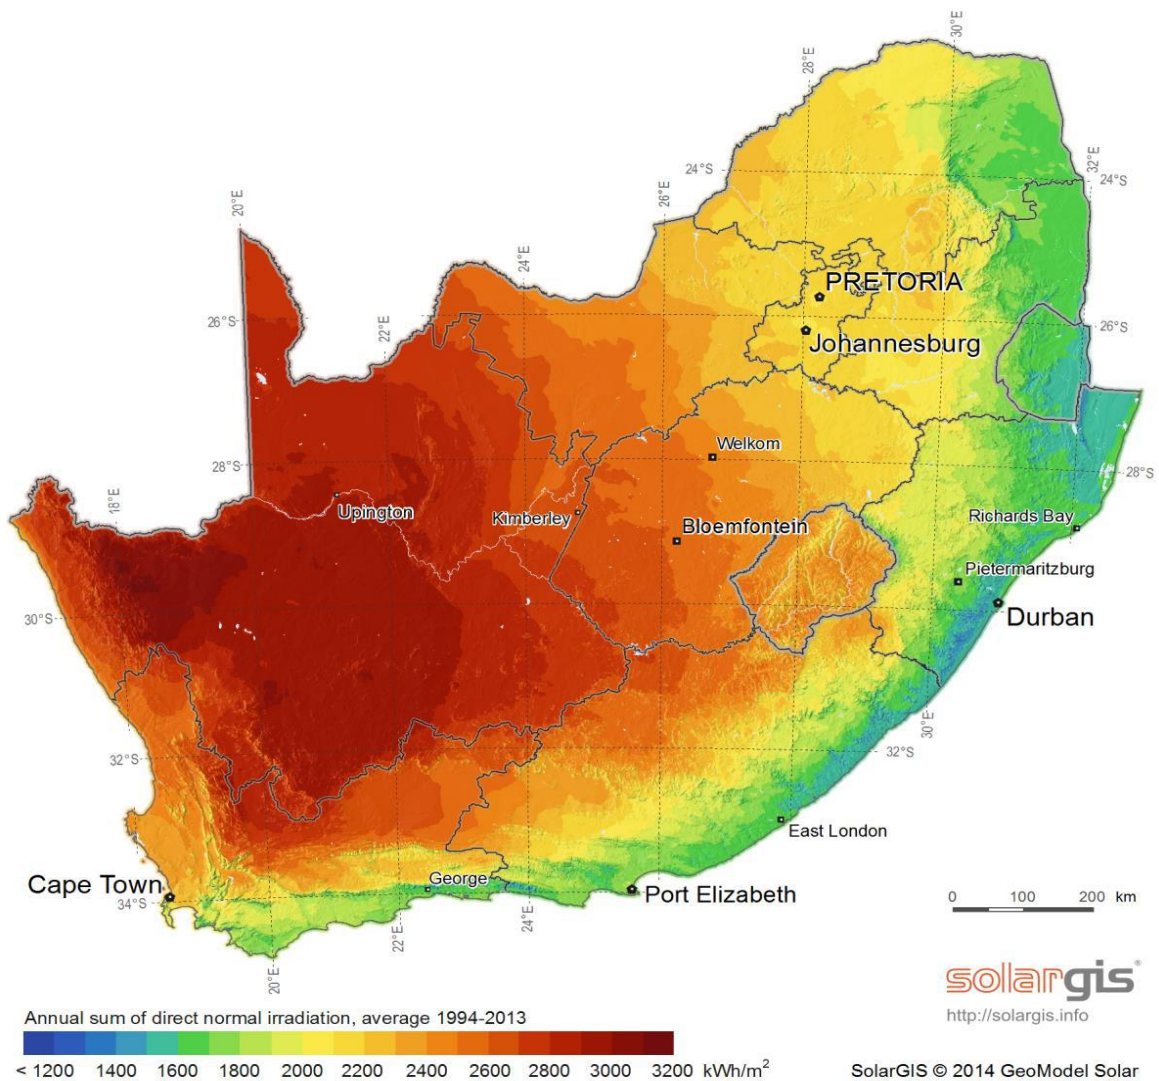 30°E
28°E
32°E
24°S
24°S
26°E
20°E
24°E
PRETORIA
26°S
22°E
26°S
Johannesburg
Welkom
28°S
28°S
18°E
Upington
Kimberley
Bloemfontein
Richards Bay
Pietermaritzburg
30°S
Durban
30°E
32°S
32°S
East London
George
Cape Town
Port Elizabeth
34°S
22°E
24°E
20°E
0 100 200 km
solargis®
http://solargis.info
Annual sum of direct normal irradiation, average 1994-2013
< 1200 1400 1600 1800 2000 2200 2400 2600 2800 3000 3200 kWh/m²
SolarGIS © 2014 GeoModel Solar